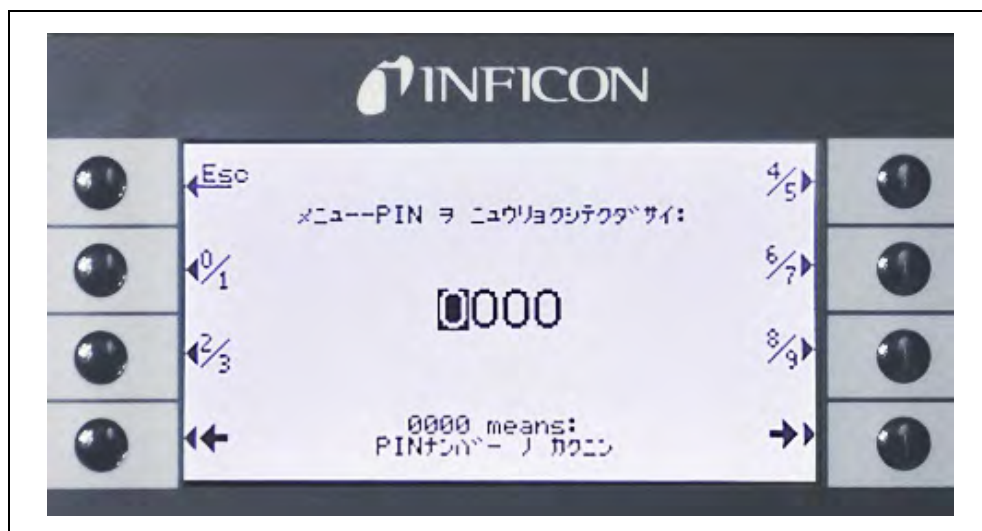 INFICON
Esc
4/5
メニュー--PIN ヲ ニュウリョクシテクダサイ:
0/1
6/7
0000
2/3
8/9
0000 means:
PINナンバー ノ カクニン